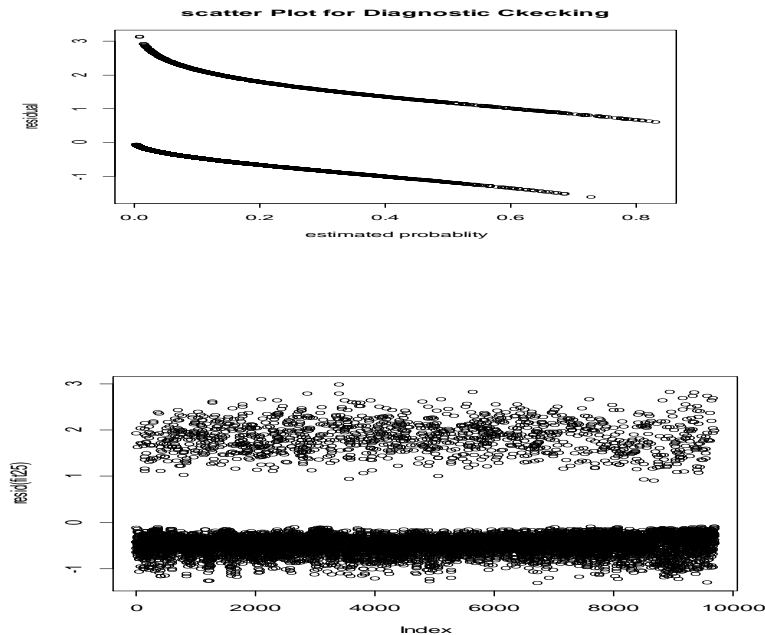 scatter Plot for Diagnostic Ckecking
residual
3
2
1
0
-1
0.0 0.2 0.4 0.6 0.8
estimated probablity
resid(fit25)
3
2
1
0
-1
0 2000 4000 6000 8000 10000
Index